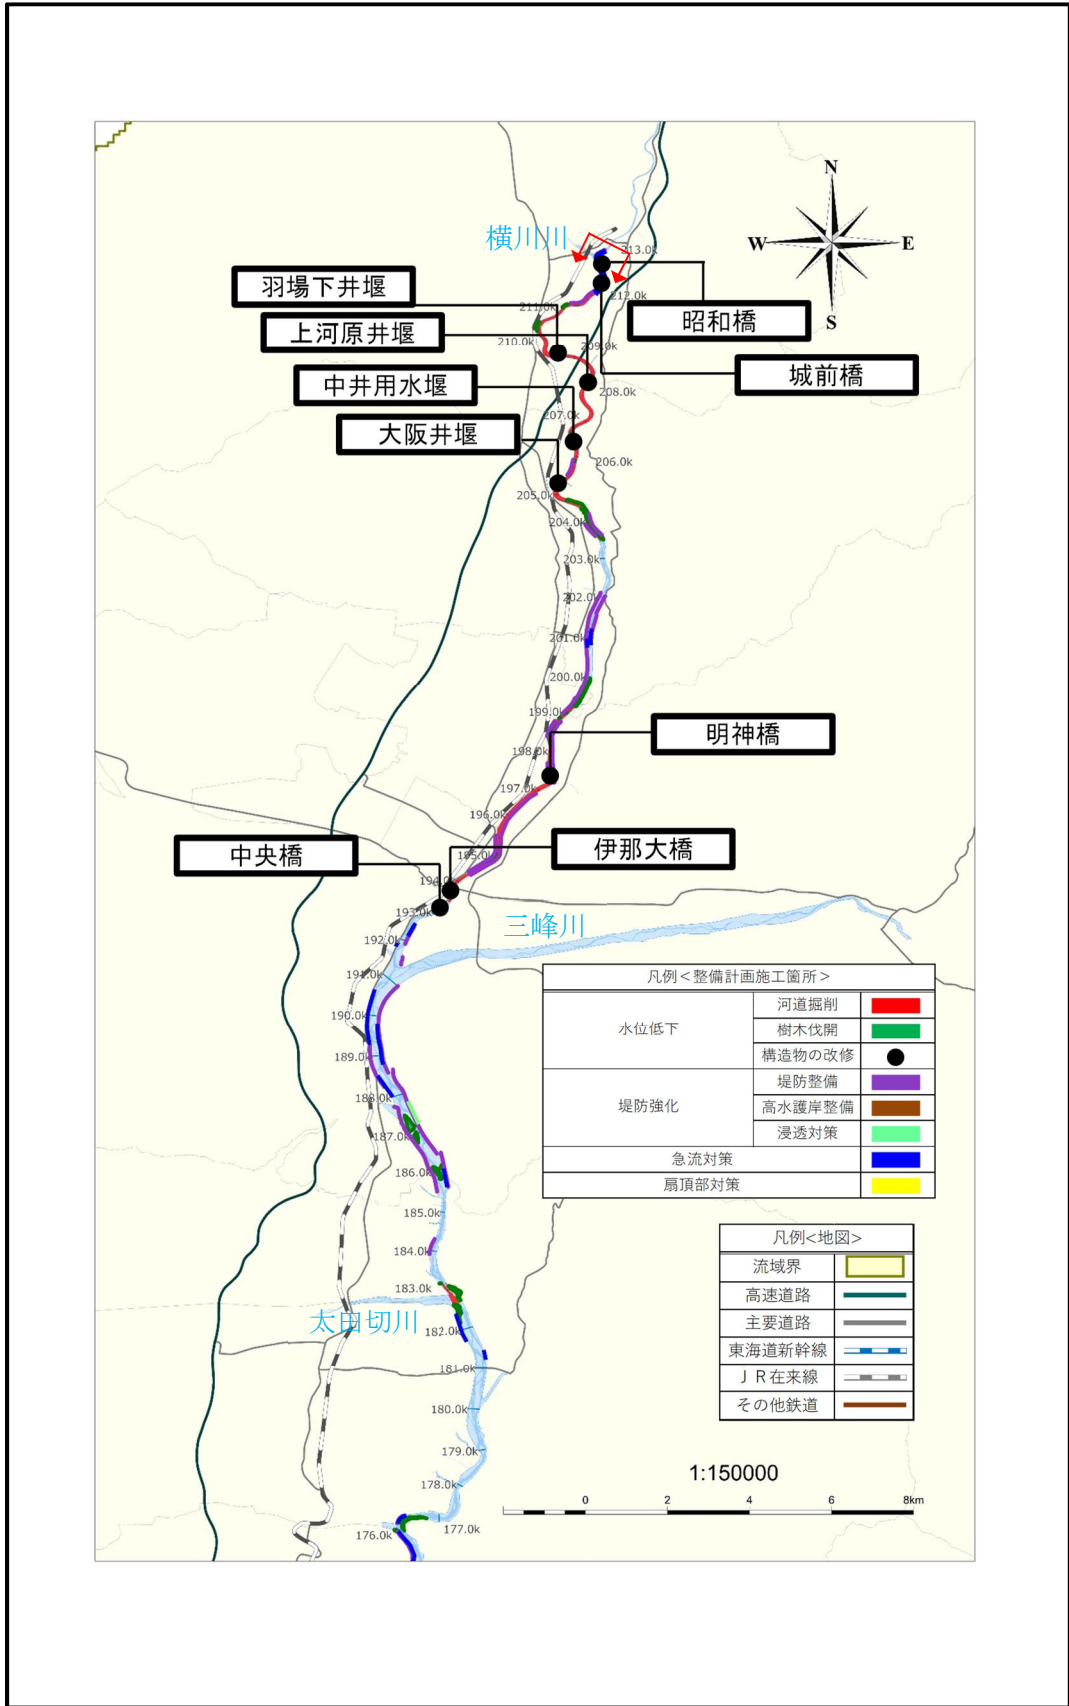 N
W
E
S
横川川
213.0k
羽場下井堰
212.0k
211.0k
昭和橋
上河原井堰
210.0k
209.0k
城前橋
中井用水堰
208.0k
207.0k
大阪井堰
206.0k
205.0k
204.0k
203.0k
202.0k
201.0k
200.0k
199.0k
明神橋
198.0k
197.0k
196.0k
中央橋
伊那大橋
195.0k
194.0k
193.0k
三峰川
192.0k
191.0k
190.0k
189.0k
188.0k
187.0k
186.0k
185.0k
184.0k
183.0k
太田切川
182.0k
181.0k
180.0k
179.0k
178.0k
177.0k
176.0k
凡例<整備計画施工箇所>
水位低下
河道掘削
樹木伐開
構造物の改修
堤防強化
堤防整備
高水護岸整備
浸透対策
急流対策
扇頂部対策
凡例<地図>
流域界
高速道路
主要道路
東海道新幹線
ＪＲ在来線
その他鉄道
1:150000
0 2 4 6 8km